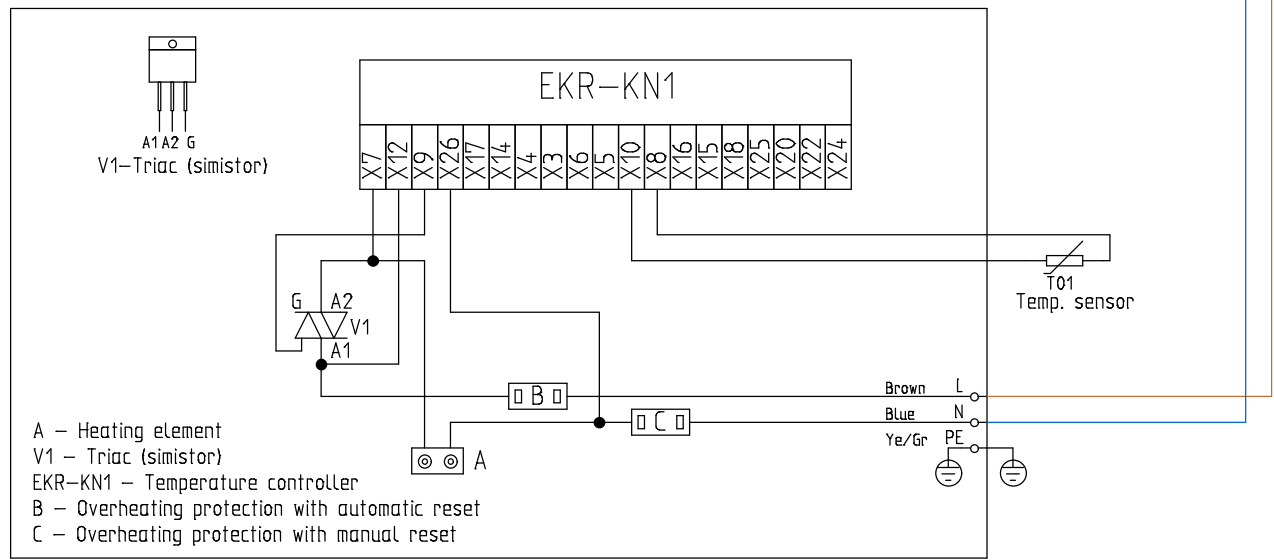 EKR-KN1
A1 A2 G
V1-Triac (simistor)
X7 X12 X9 X26 X17 X14 X4 X3 X6 X5 X10 X8 X16 X15 X18 X25 X20 X22 X24
T01
Temp. sensor
G A2
V1
A1
B
Brown L
Blue N
C
Ye/Gr PE
A
A - Heating element
V1 - Triac (simistor)
EKR-KN1 - Temperature controller
B - Overheating protection with automatic reset
C - Overheating protection with manual reset